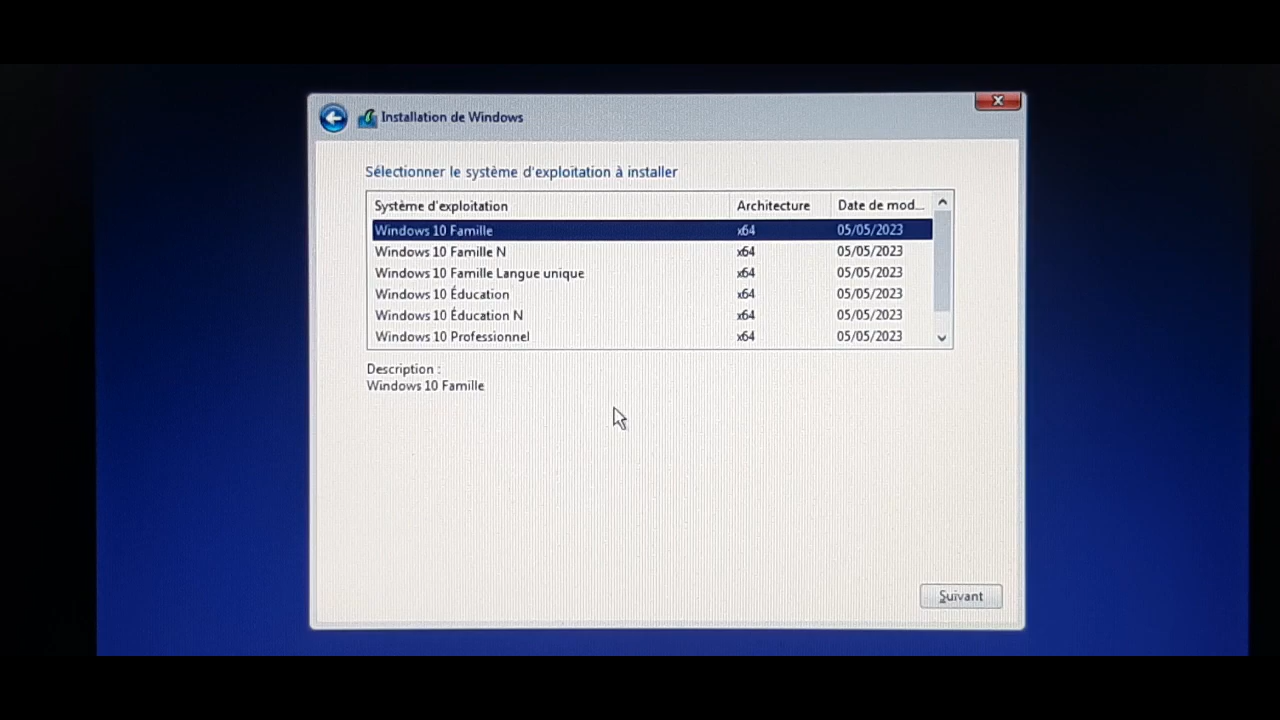 Installation de Windows
Sélectionner le système d'exploitation à installer
Système d'exploitation Architecture Date de mod...
Windows 10 Famille x64 05/05/2023
Windows 10 Famille N x64 05/05/2023
Windows 10 Famille Langue unique x64 05/05/2023
Windows 10 Éducation x64 05/05/2023
Windows 10 Éducation N x64 05/05/2023
Windows 10 Professionnel x64 05/05/2023
Description :
Windows 10 Famille
Suivant